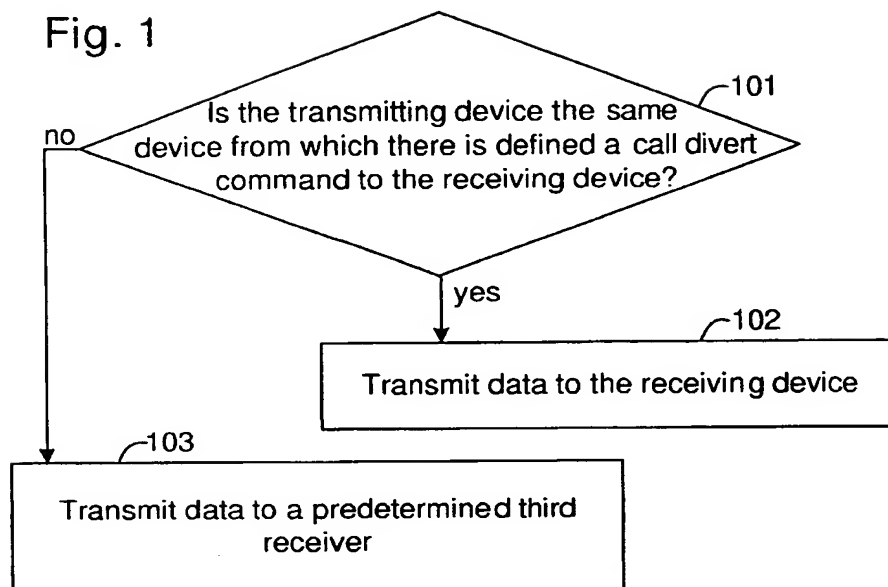 Fig. 1
101
Is the transmitting device the same
device from which there is defined a call divert
command to the receiving device?
no
yes
102
Transmit data to the receiving device
103
Transmit data to a predetermined third
receiver